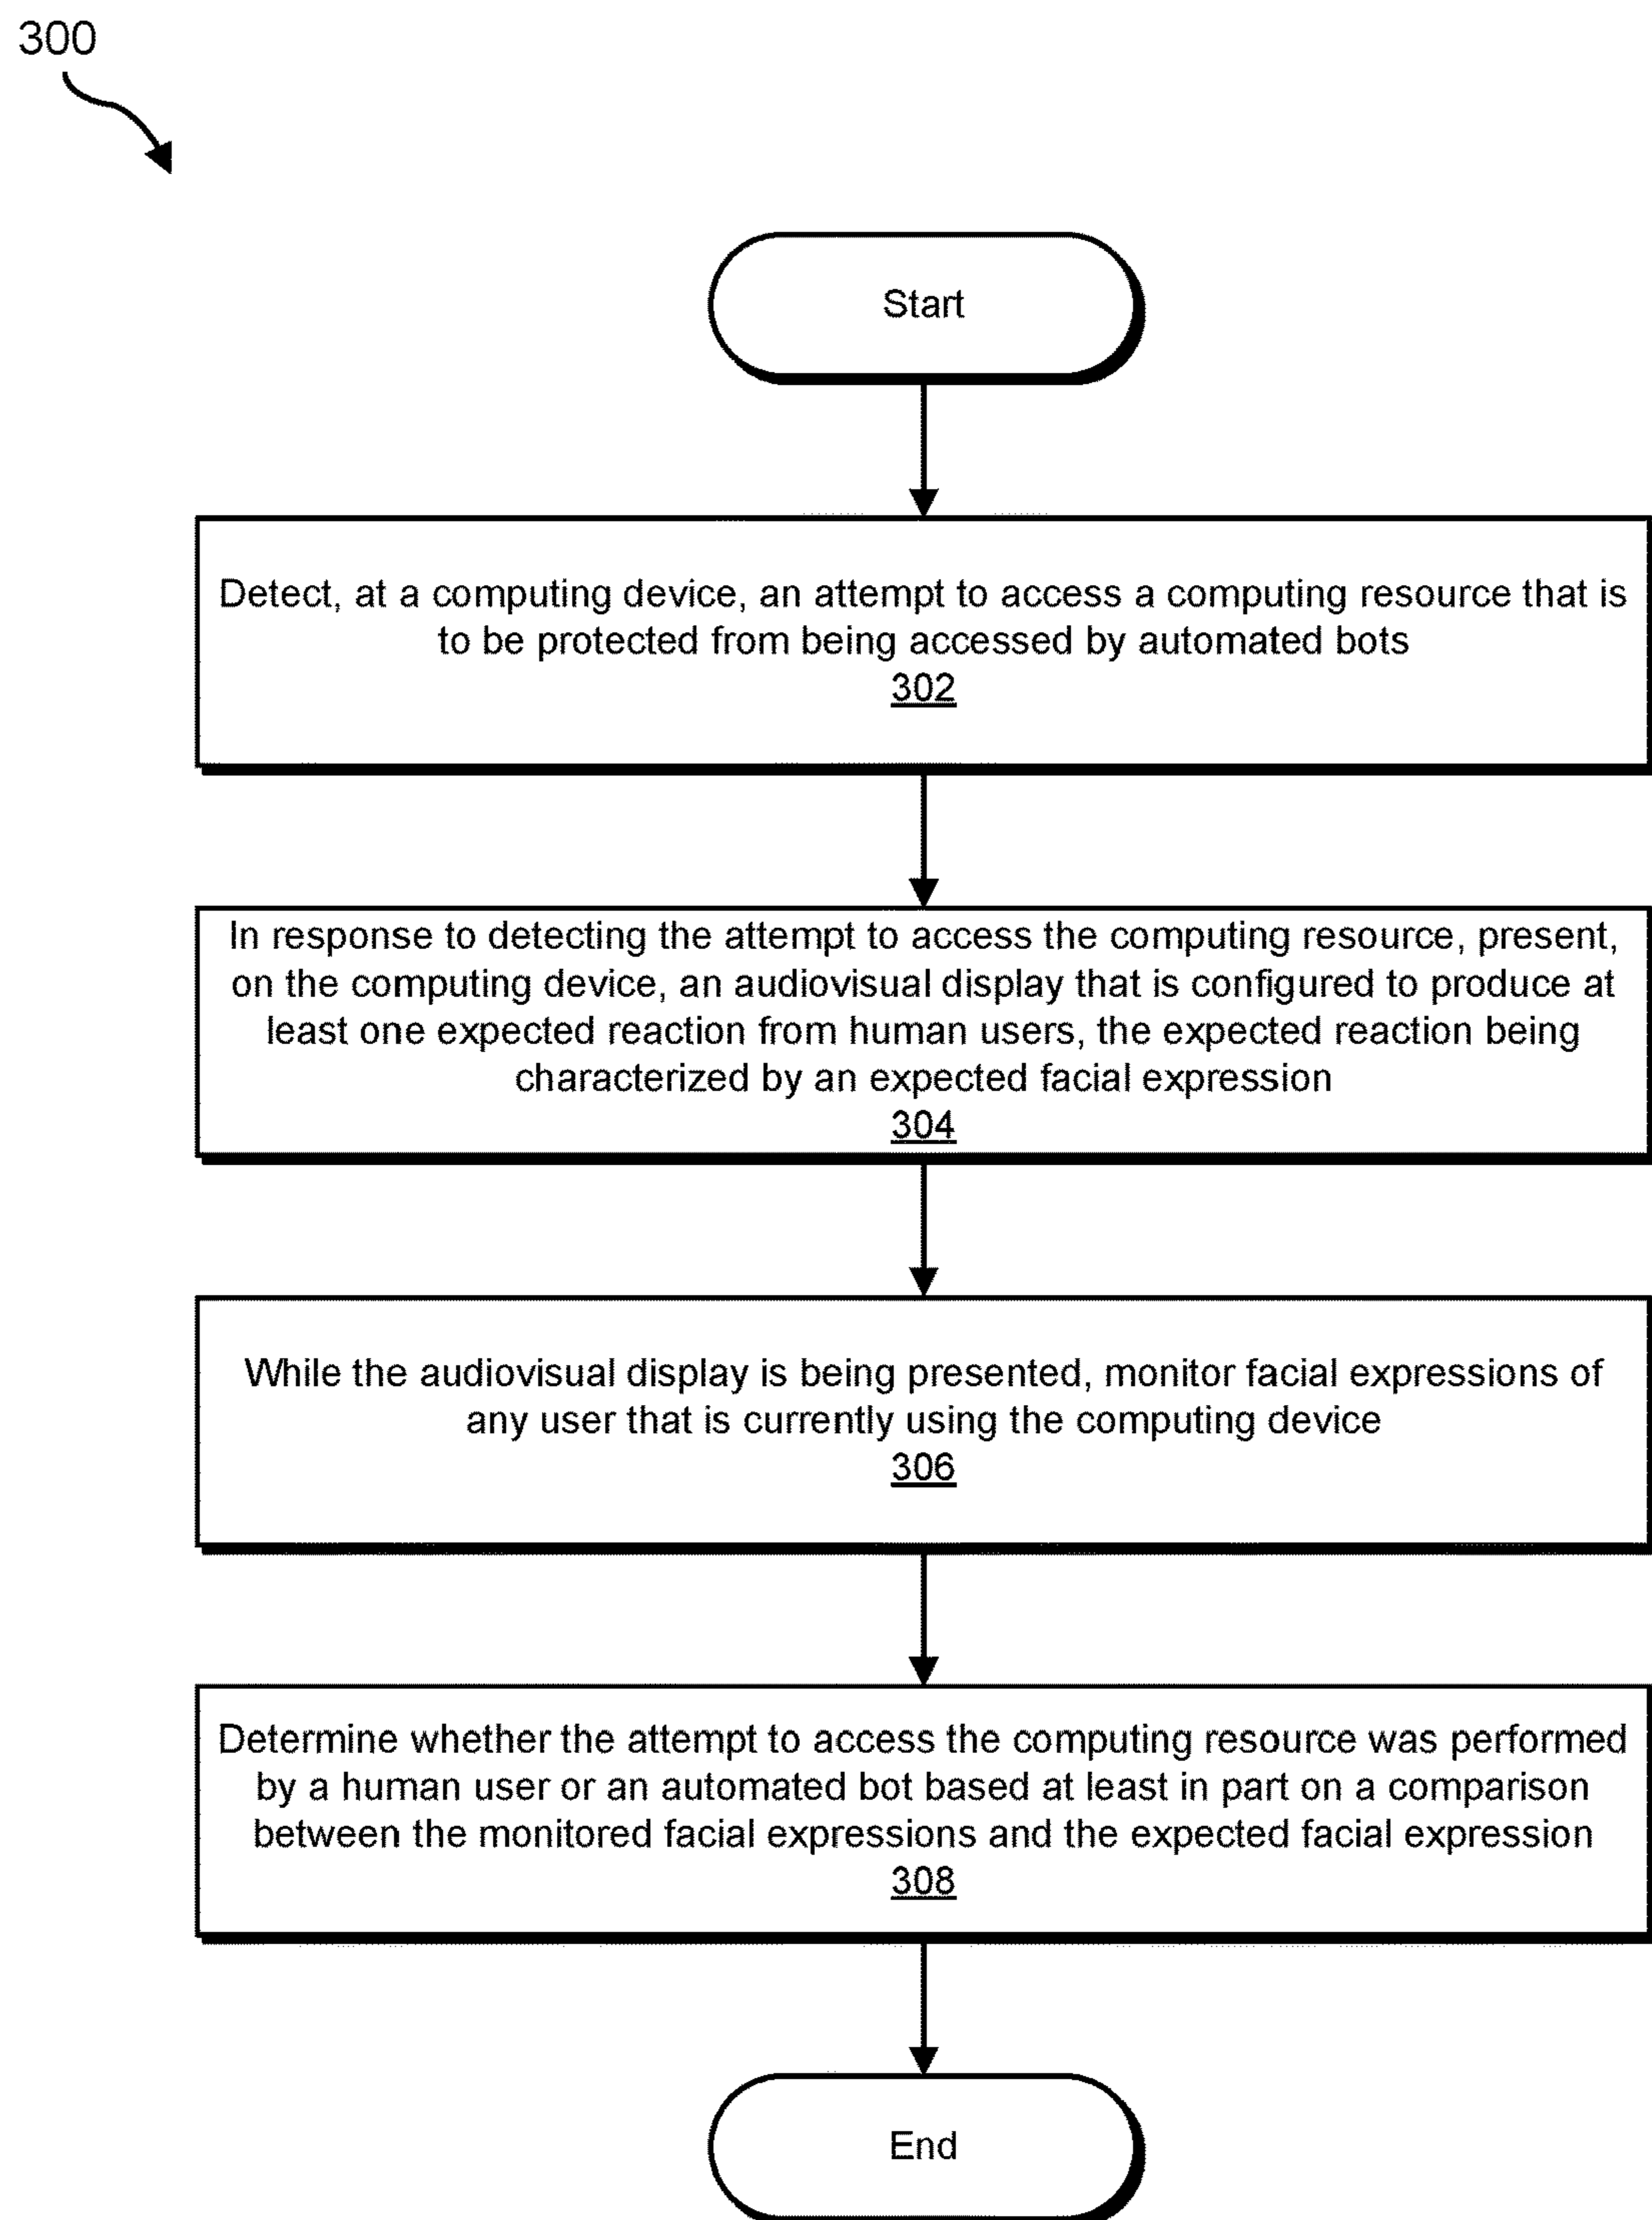 300
Start
Detect, at a computing device, an attempt to access a computing resource that is
to be protected from being accessed by automated bots
302
In response to detecting the attempt to access the computing resource, present,
on the computing device, an audiovisual display that is configured to produce at
least one expected reaction from human users, the expected reaction being
characterized by an expected facial expression
304
While the audiovisual display is being presented, monitor facial expressions of
any user that is currently using the computing device
306
Determine whether the attempt to access the computing resource was performed
by a human user or an automated bot based at least in part on a comparison
between the monitored facial expressions and the expected facial expression
308
End